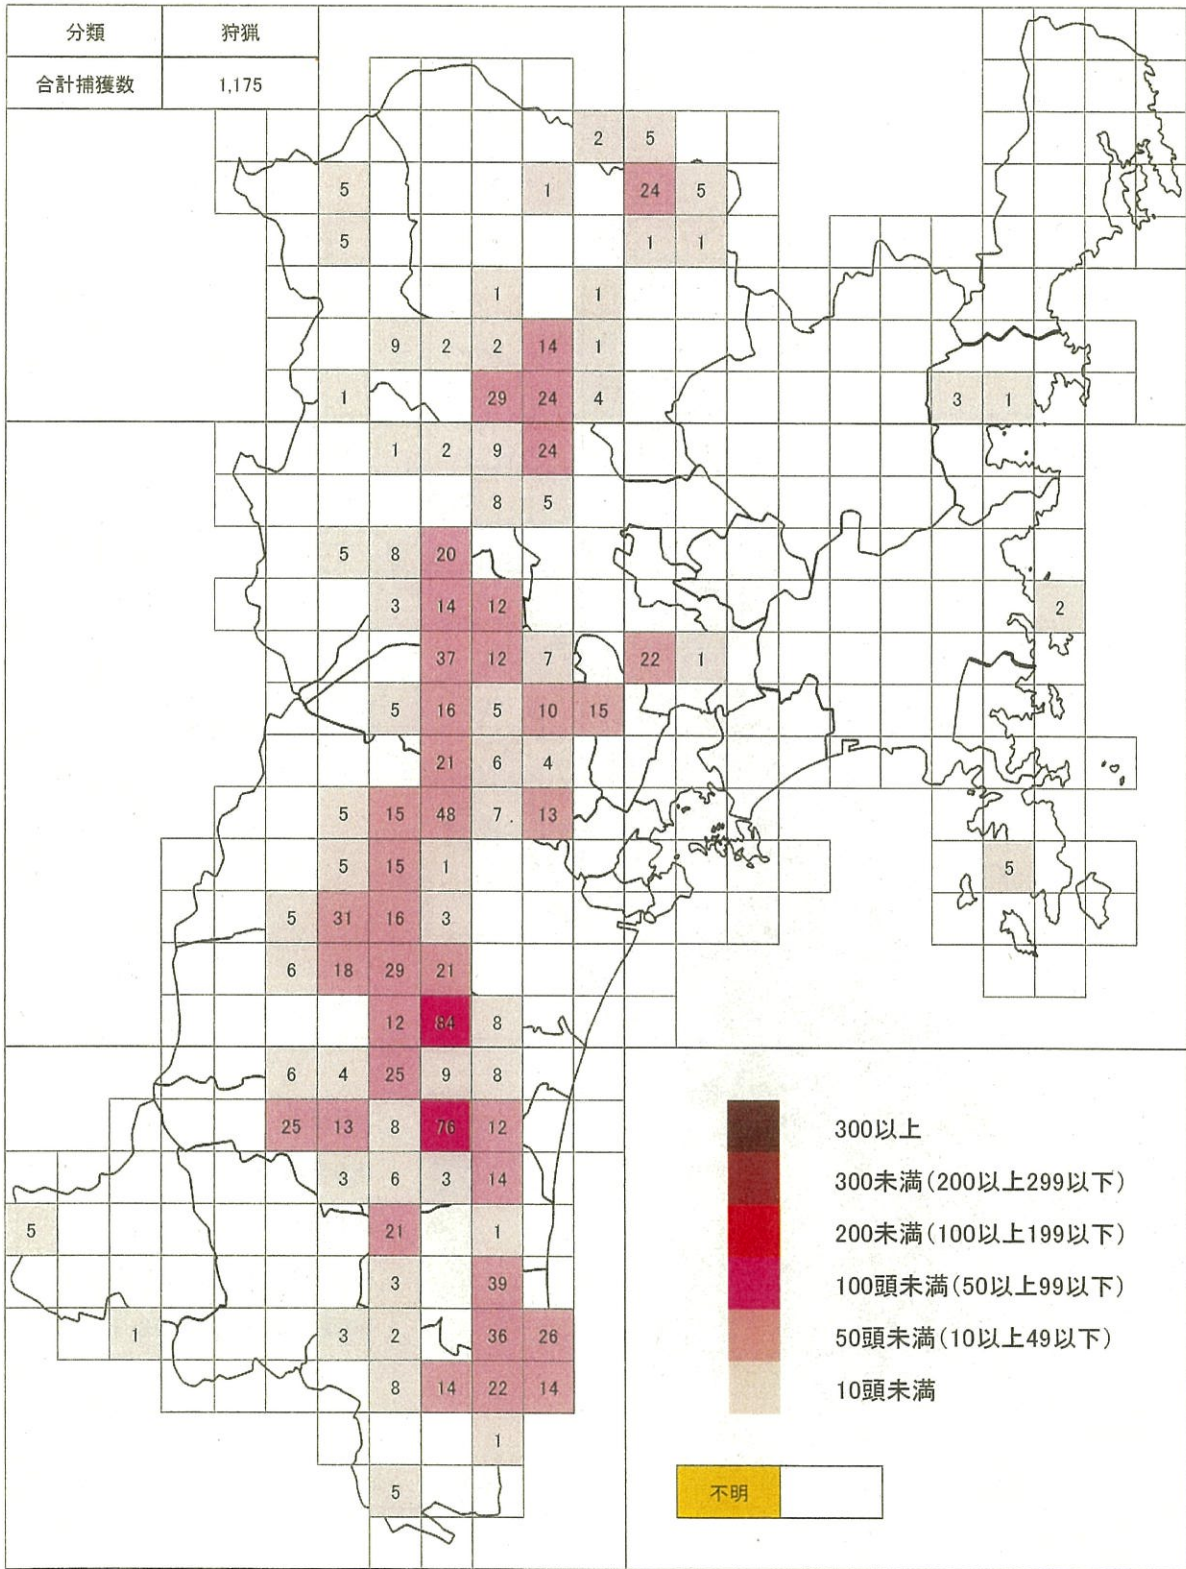 分類 狩猟
合計捕獲数 1,175
2 5
5 1 24 5
5 1 1
1 1
9 2 2 14 1
1 29 24 4 3 1
1 2 9 24
8 5
5 8 20
3 14 12 2
37 12 7 22 1
5 16 5 10 15
21 6 4
5 15 48 7 13
5 15 1 5
5 31 16 3
6 18 29 21
12 84 8
6 4 25 9 8
25 13 8 76 12
3 6 3 14
5 21 1
3 39
1 3 2 36 26
8 14 22 14
1
5
300以上
300未満(200以上299以下)
200未満(100以上199以下)
100頭未満(50以上99以下)
50頭未満(10以上49以下)
10頭未満
不明